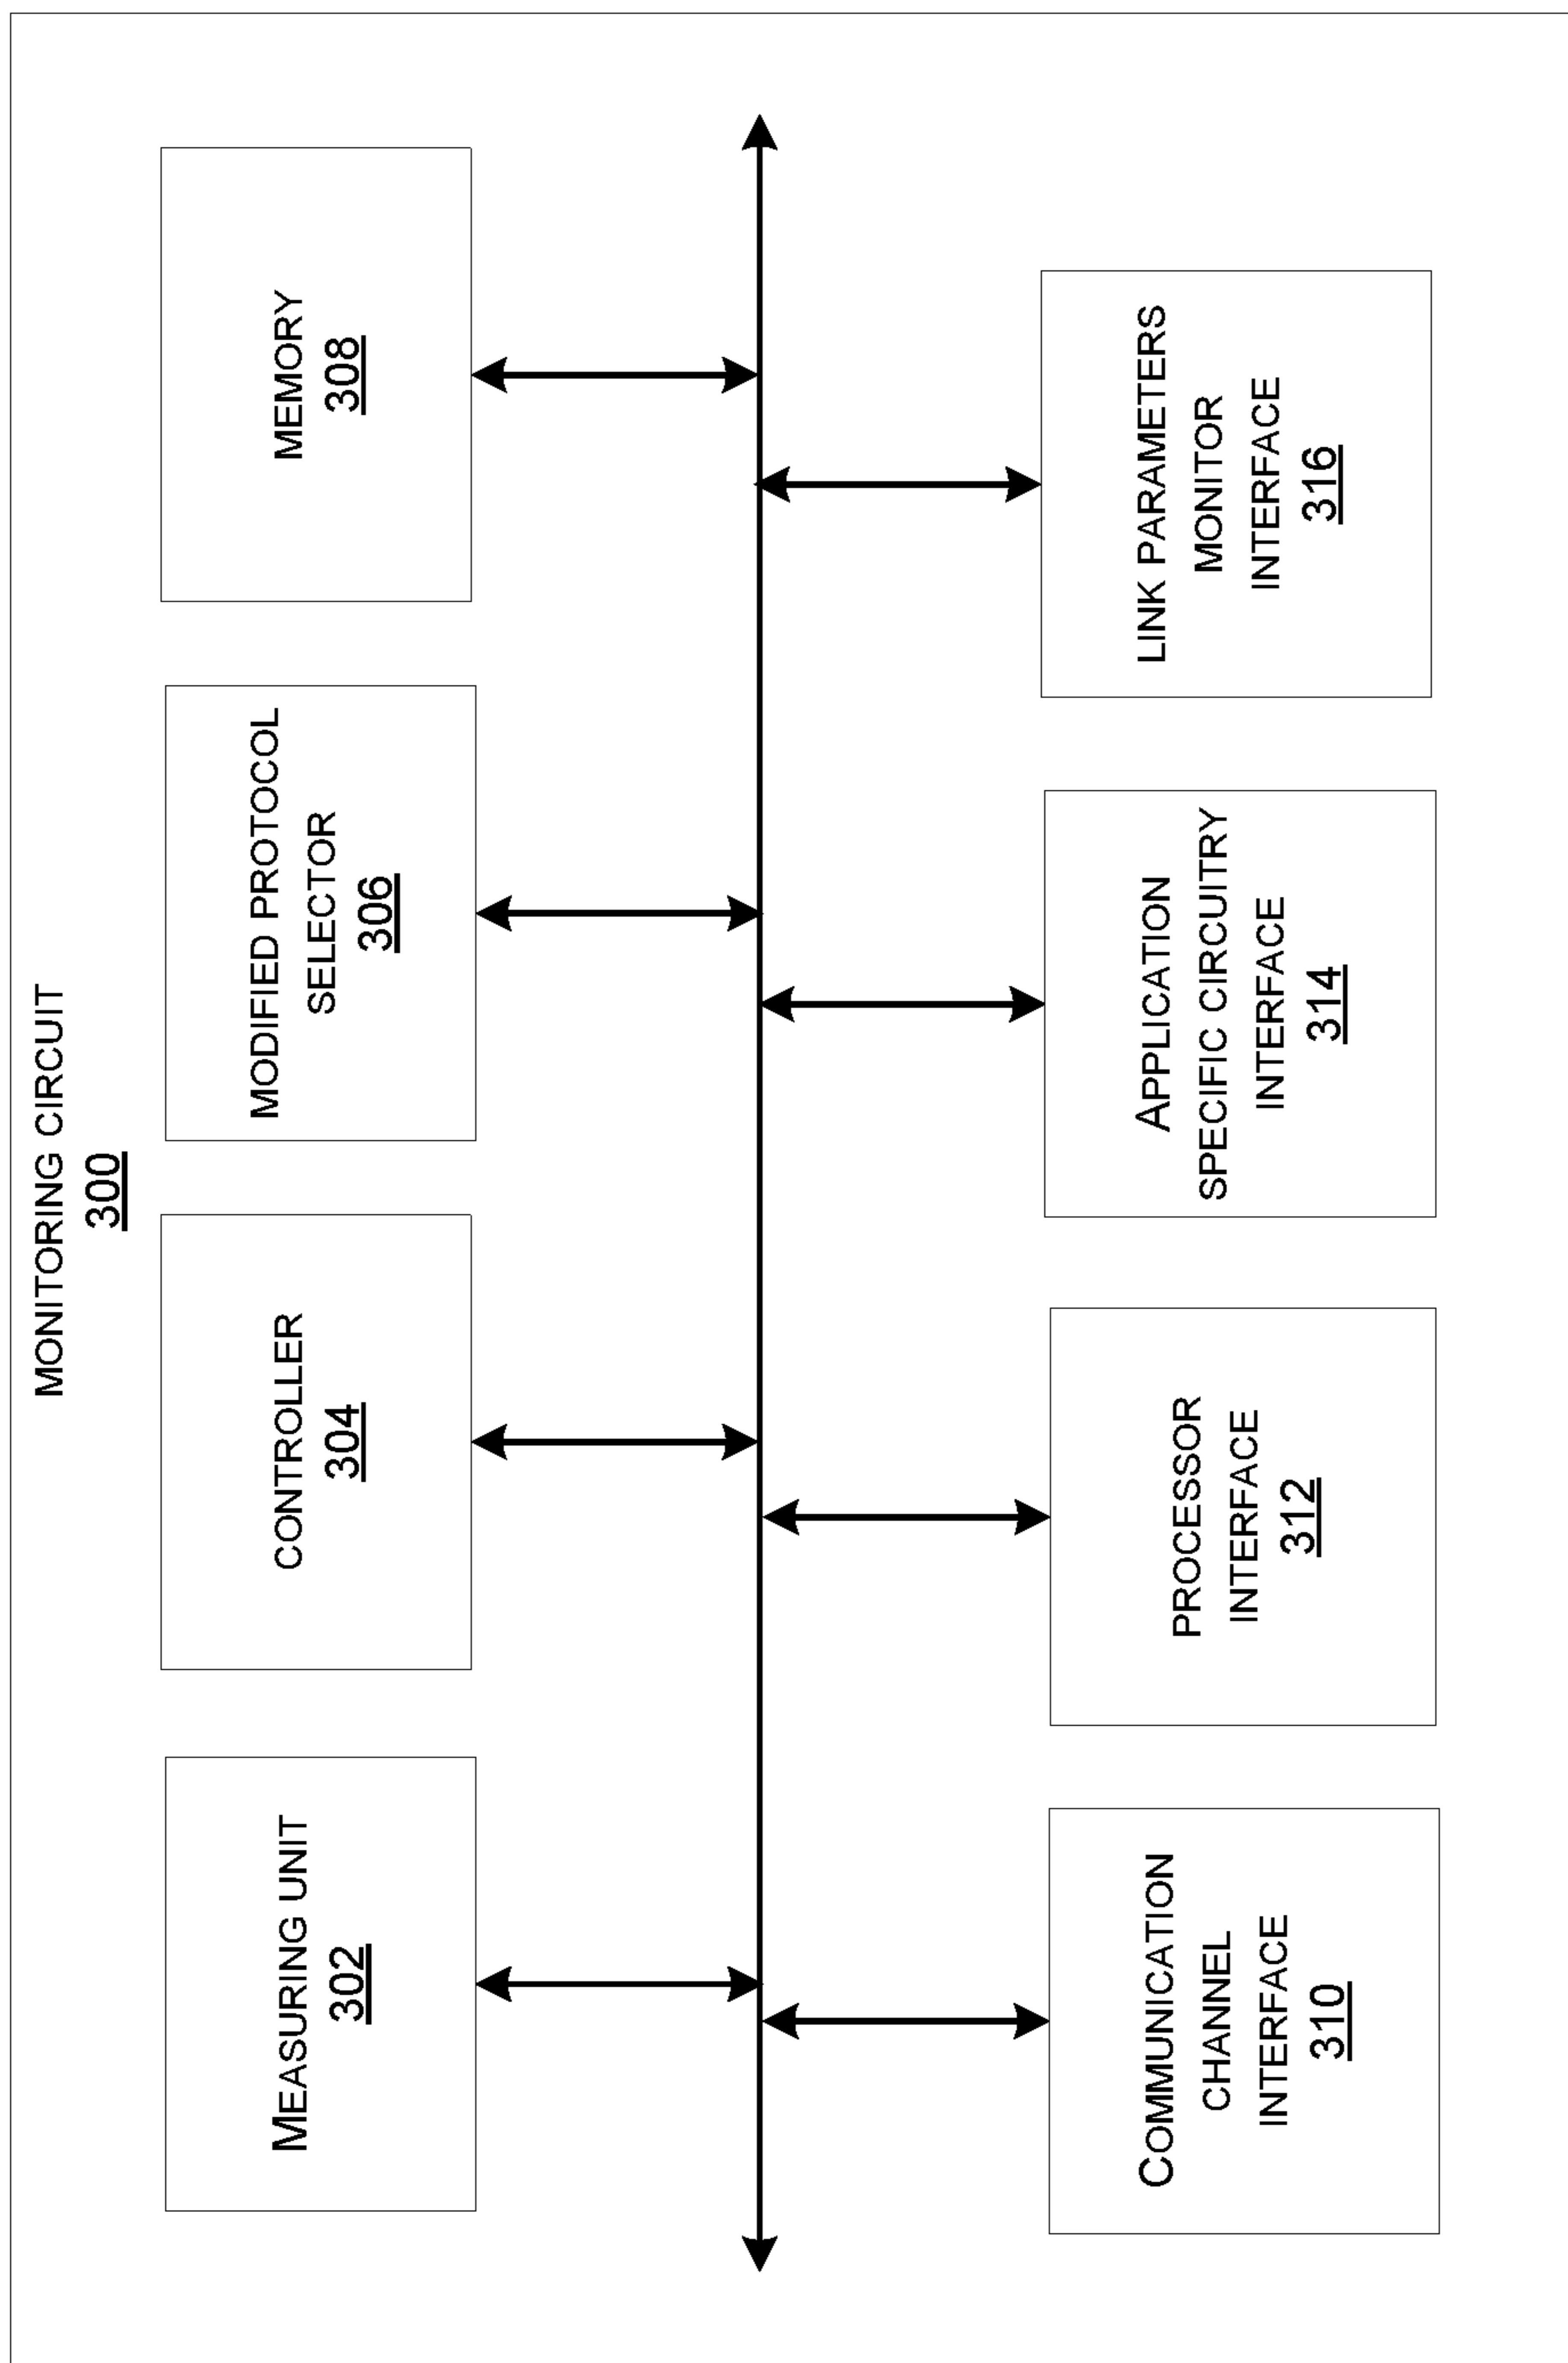 MONITORING CIRCUIT
300
MEASURING UNIT
302
CONTROLLER
304
MODIFIED PROTOCOL
SELECTOR
306
MEMORY
308
COMMUNICATION
CHANNEL
INTERFACE
310
PROCESSOR
INTERFACE
312
APPLICATION
SPECIFIC CIRCUITRY
INTERFACE
314
LINK PARAMETERS
MONITOR
INTERFACE
316